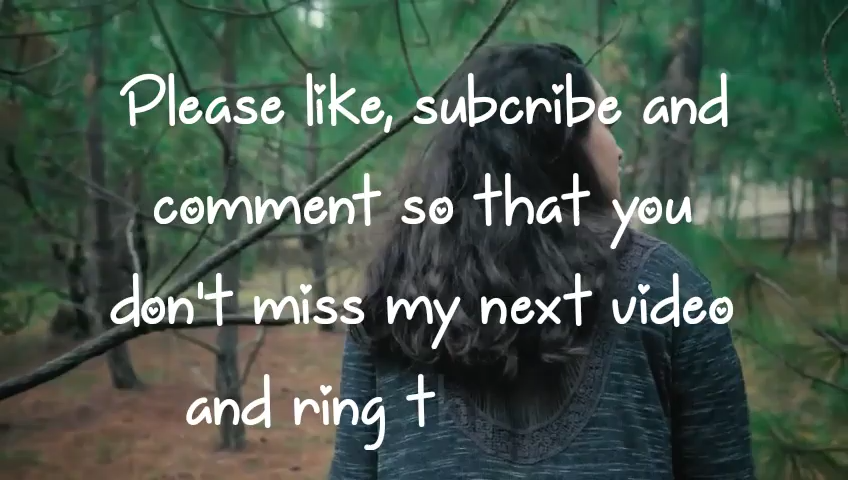 Please like, subcribe and
comment so that you
don't miss my next video
and ring t